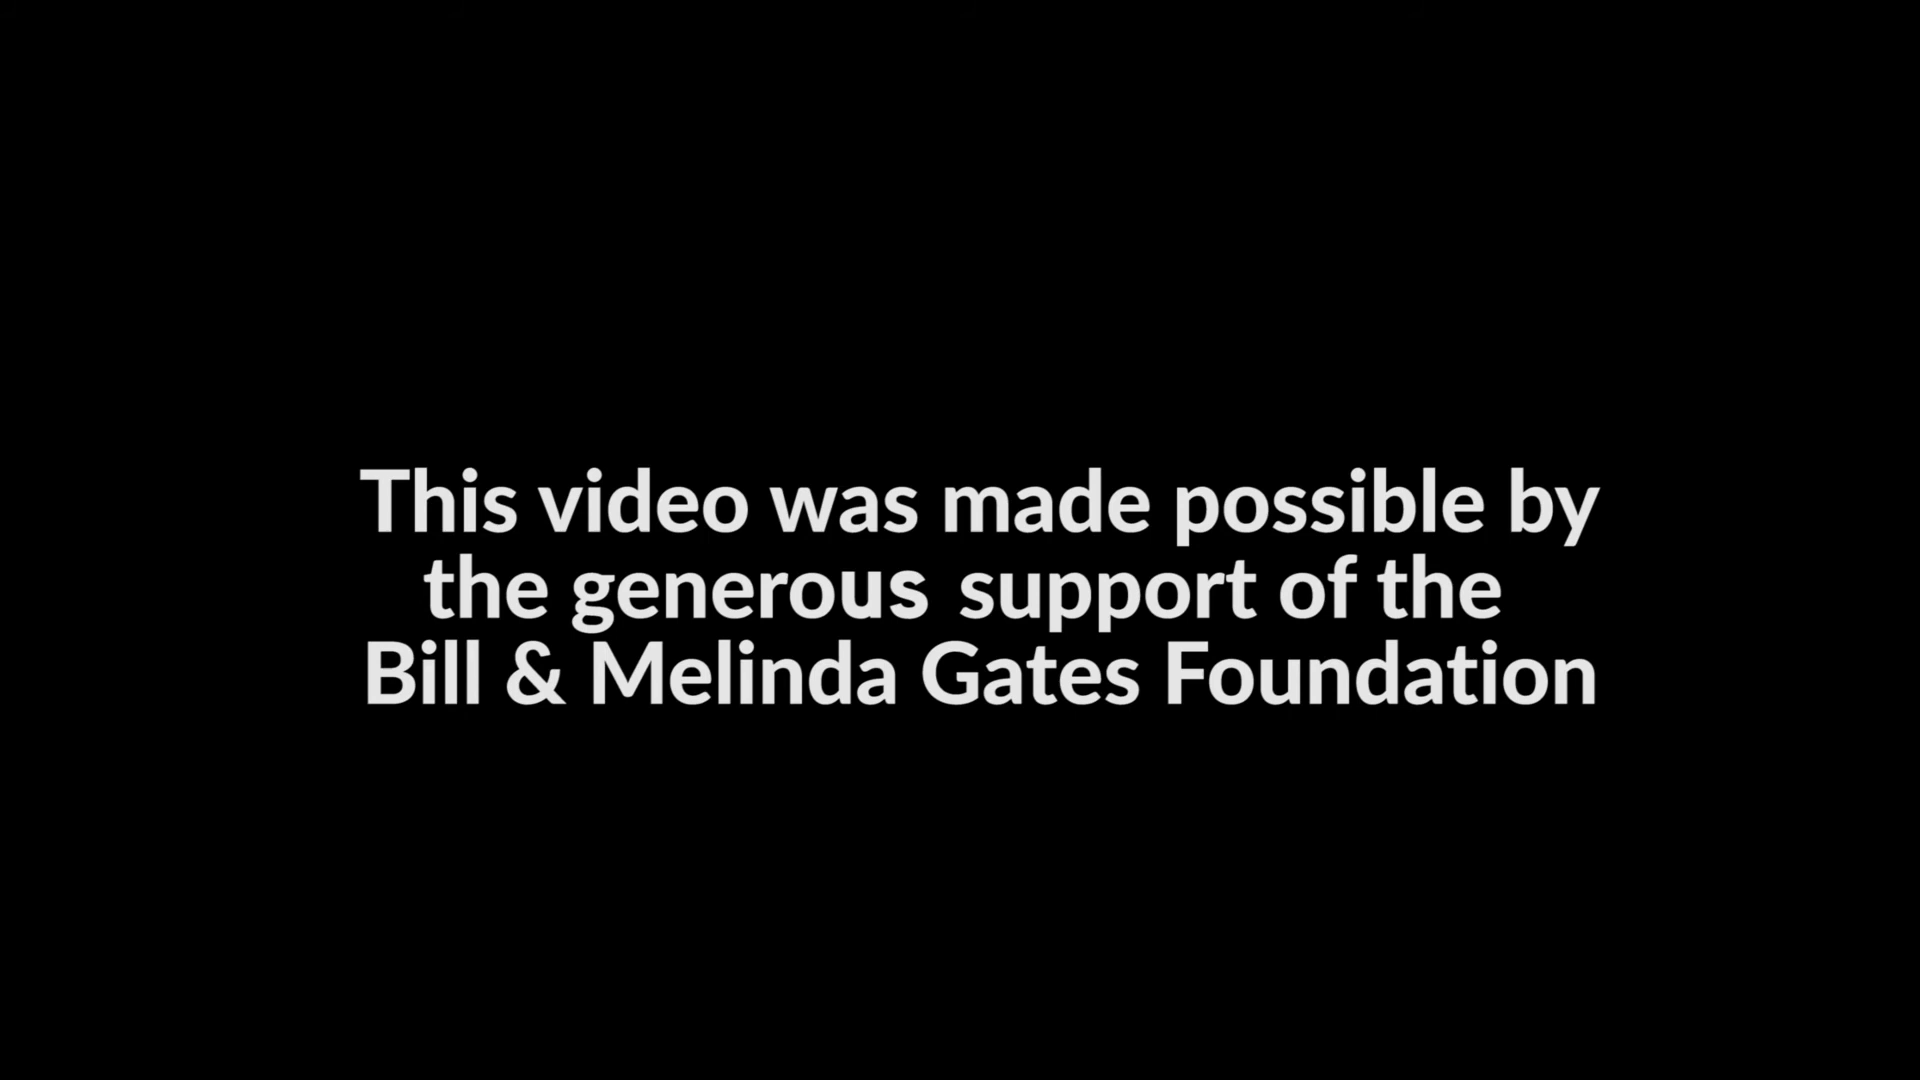 This video was made possible by
the generous support of the
Bill & Melinda Gates Foundation